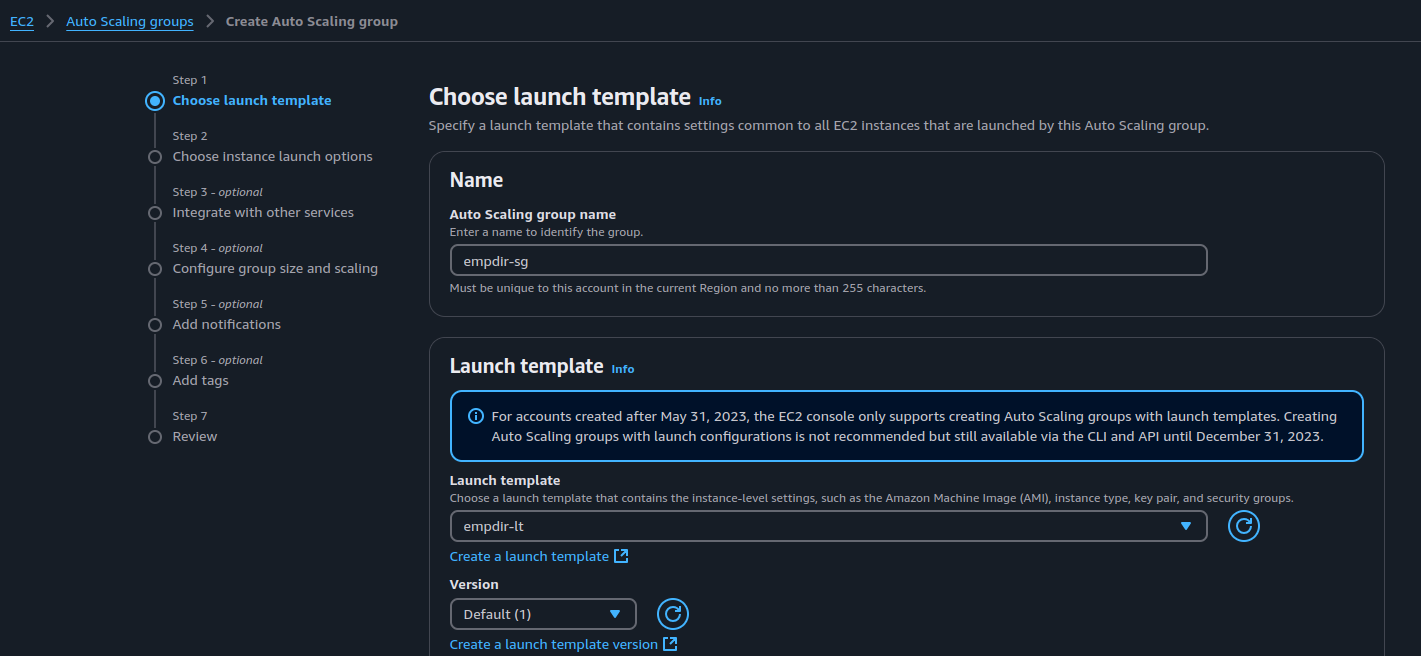 EC2 > Auto Scaling groups > Create Auto Scaling group
Step 1
Choose launch template
Step 2
Choose instance launch options
Step 3 - optional
Integrate with other services
Step 4 - optional
Configure group size and scaling
Step 5 - optional
Add notifications
Step 6 - optional
Add tags
Step 7
Review
Choose launch template Info
Specify a launch template that contains settings common to all EC2 instances that are launched by this Auto Scaling group.
Name
Auto Scaling group name
Enter a name to identify the group.
empdir-sg
Must be unique to this account in the current Region and no more than 255 characters.
Launch template Info
For accounts created after May 31, 2023, the EC2 console only supports creating Auto Scaling groups with launch templates. Creating
Auto Scaling groups with launch configurations is not recommended but still available via the CLI and API until December 31, 2023.
Launch template
Choose a launch template that contains the instance-level settings, such as the Amazon Machine Image (AMI), instance type, key pair, and security groups.
empdir-lt
Create a launch template
Version
Default (1)
Create a launch template version